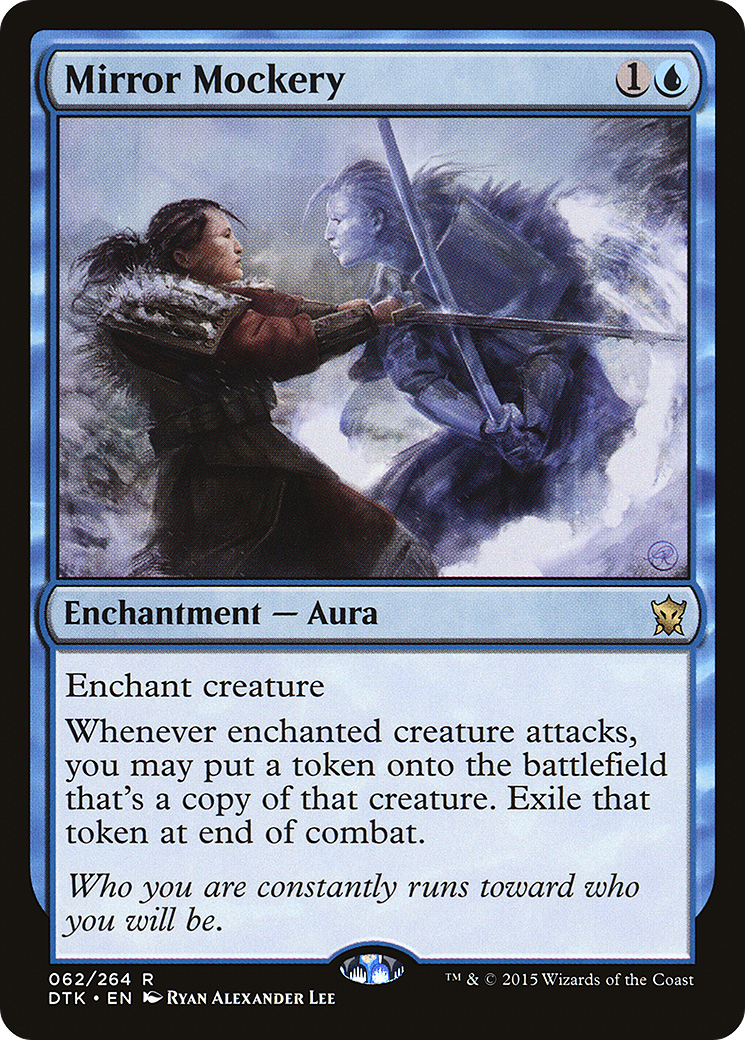 Mirror Mockery
1
Enchantment — Aura
Enchant creature
Whenever enchanted creature attacks,
you may put a token onto the battlefield
that's a copy of that creature. Exile that
token at end of combat.
Who you are constantly runs toward who
you will be.
062/264 R
™ & © 2015 Wizards of the Coast
DTK • EN Ryan Alexander Lee